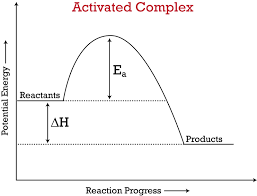 Activated Complex
Potential Energy
Reactants
Eₐ
ΔH
Products
Reaction Progress